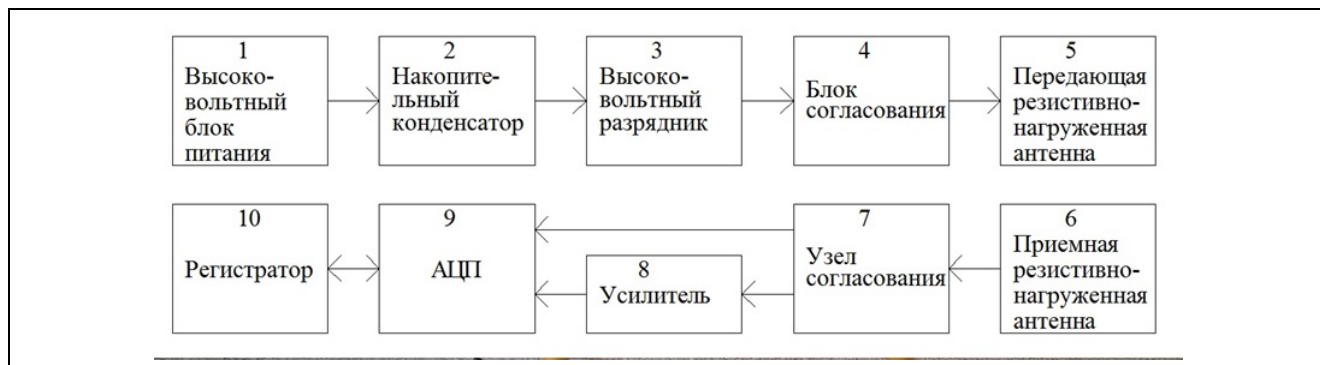 1
Высоко-
вольтный
блок
питания
2
Накопите-
льный
конденсатор
3
Высоко-
вольтный
разрядник
4
Блок
согласования
5
Передающая
резистивно-
нагруженная
антенна
10
Регистратор
9
АЦП
8
Усилитель
7
Узел
согласования
6
Приемная
резистивно-
нагруженная
антенна